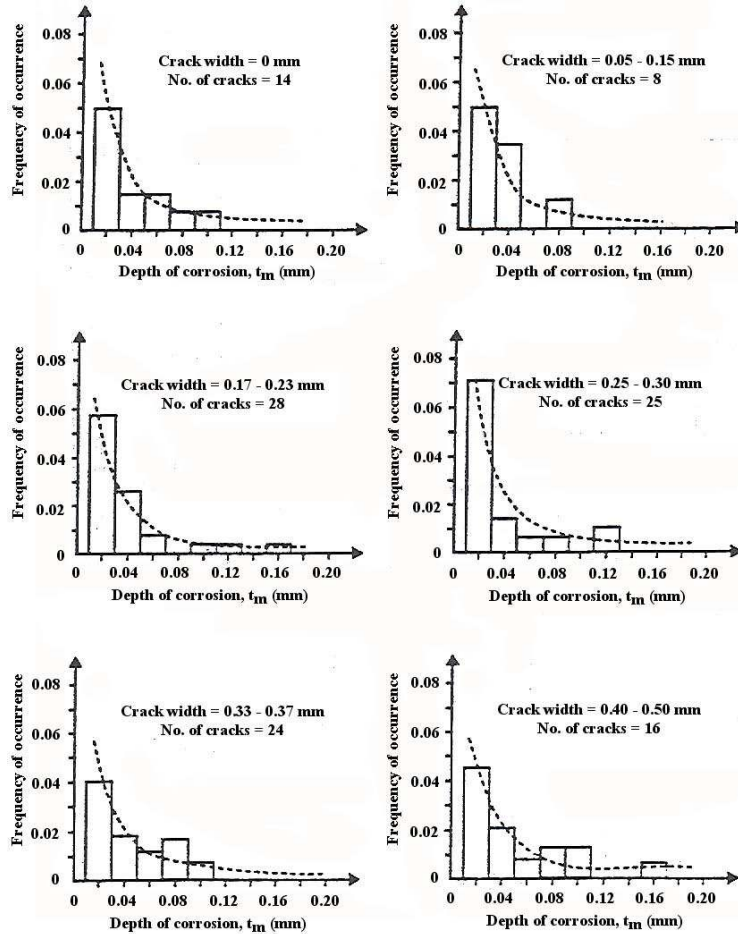 Frequency of occurrence
0.08
0.06
0.04
0.02
0
Crack width = 0 mm
No. of cracks = 14
0 0.04 0.08 0.12 0.16 0.20
Depth of corrosion, tm (mm)
Frequency of occurrence
0.08
0.06
0.04
0.02
0
Crack width = 0.05 - 0.15 mm
No. of cracks = 8
0 0.04 0.08 0.12 0.16 0.20
Depth of corrosion, tm (mm)
Frequency of occurrence
0.08
0.06
0.04
0.02
0
Crack width = 0.17 - 0.23 mm
No. of cracks = 28
0 0.04 0.08 0.12 0.16 0.20
Depth of corrosion, tm (mm)
Frequency of occurrence
0.08
0.06
0.04
0.02
0
Crack width = 0.25 - 0.30 mm
No. of cracks = 25
0 0.04 0.08 0.12 0.16 0.20
Depth of corrosion, tm (mm)
Frequency of occurrence
0.08
0.06
0.04
0.02
0
Crack width = 0.33 - 0.37 mm
No. of cracks = 24
0 0.04 0.08 0.12 0.16 0.20
Depth of corrosion, tm (mm)
Frequency of occurrence
0.08
0.06
0.04
0.02
0
Crack width = 0.40 - 0.50 mm
No. of cracks = 16
0 0.04 0.08 0.12 0.16 0.20
Depth of corrosion, tm (mm)